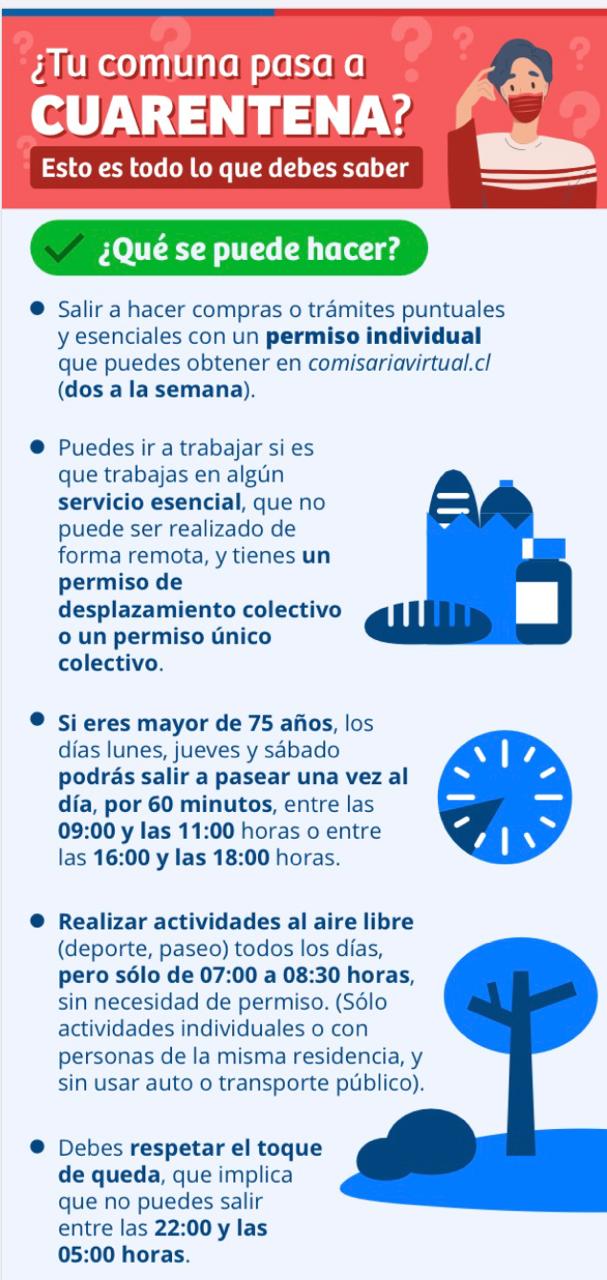 ¿Tu comuna pasa a
CUARENTENA?
Esto es todo lo que debes saber
¿Qué se puede hacer?
Salir a hacer compras o trámites puntuales
y esenciales con un permiso individual
que puedes obtener en comisariavirtual.cl
(dos a la semana).
Puedes ir a trabajar si es
que trabajas en algún
servicio esencial, que no
puede ser realizado de
forma remota, y tienes un
permiso de
desplazamiento colectivo
o un permiso único
colectivo.
Si eres mayor de 75 años, los
días lunes, jueves y sábado
podrás salir a pasear una vez al
día, por 60 minutos, entre las
09:00 y las 11:00 horas o entre
las 16:00 y las 18:00 horas.
Realizar actividades al aire libre
(deporte, paseo) todos los días,
pero sólo de 07:00 a 08:30 horas,
sin necesidad de permiso. (Sólo
actividades individuales o con
personas de la misma residencia, y
sin usar auto o transporte público).
Debes respetar el toque
de queda, que implica
que no puedes salir
entre las 22:00 y las
05:00 horas.